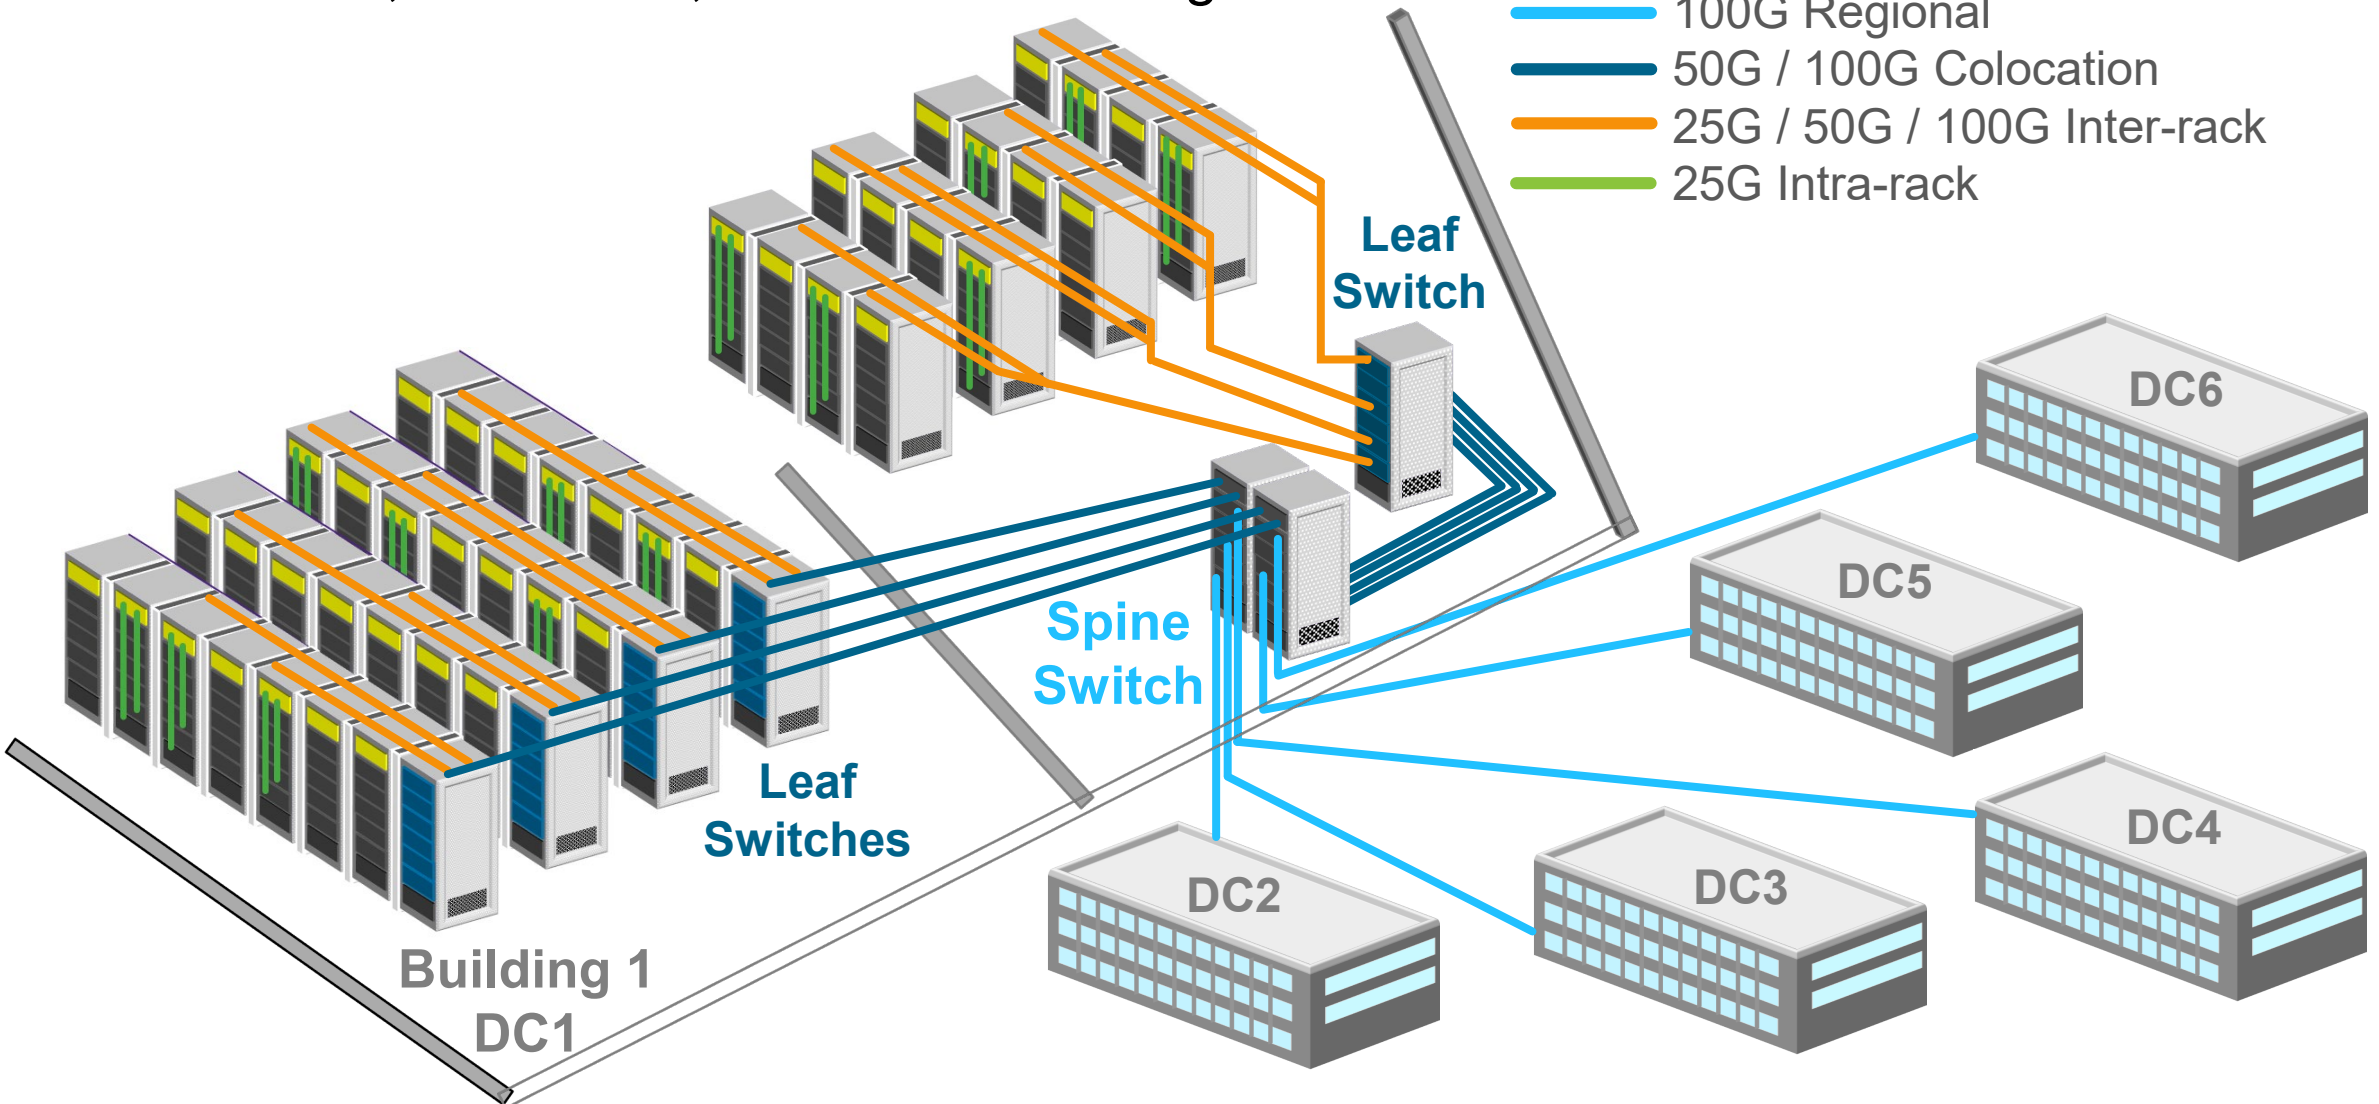 100G Regional
50G / 100G Colocation
25G / 50G / 100G Inter-rack
25G Intra-rack
Leaf
Switch
DC6
DC5
Spine
Switch
Leaf
Switches
DC4
DC3
DC2
Building 1
DC1